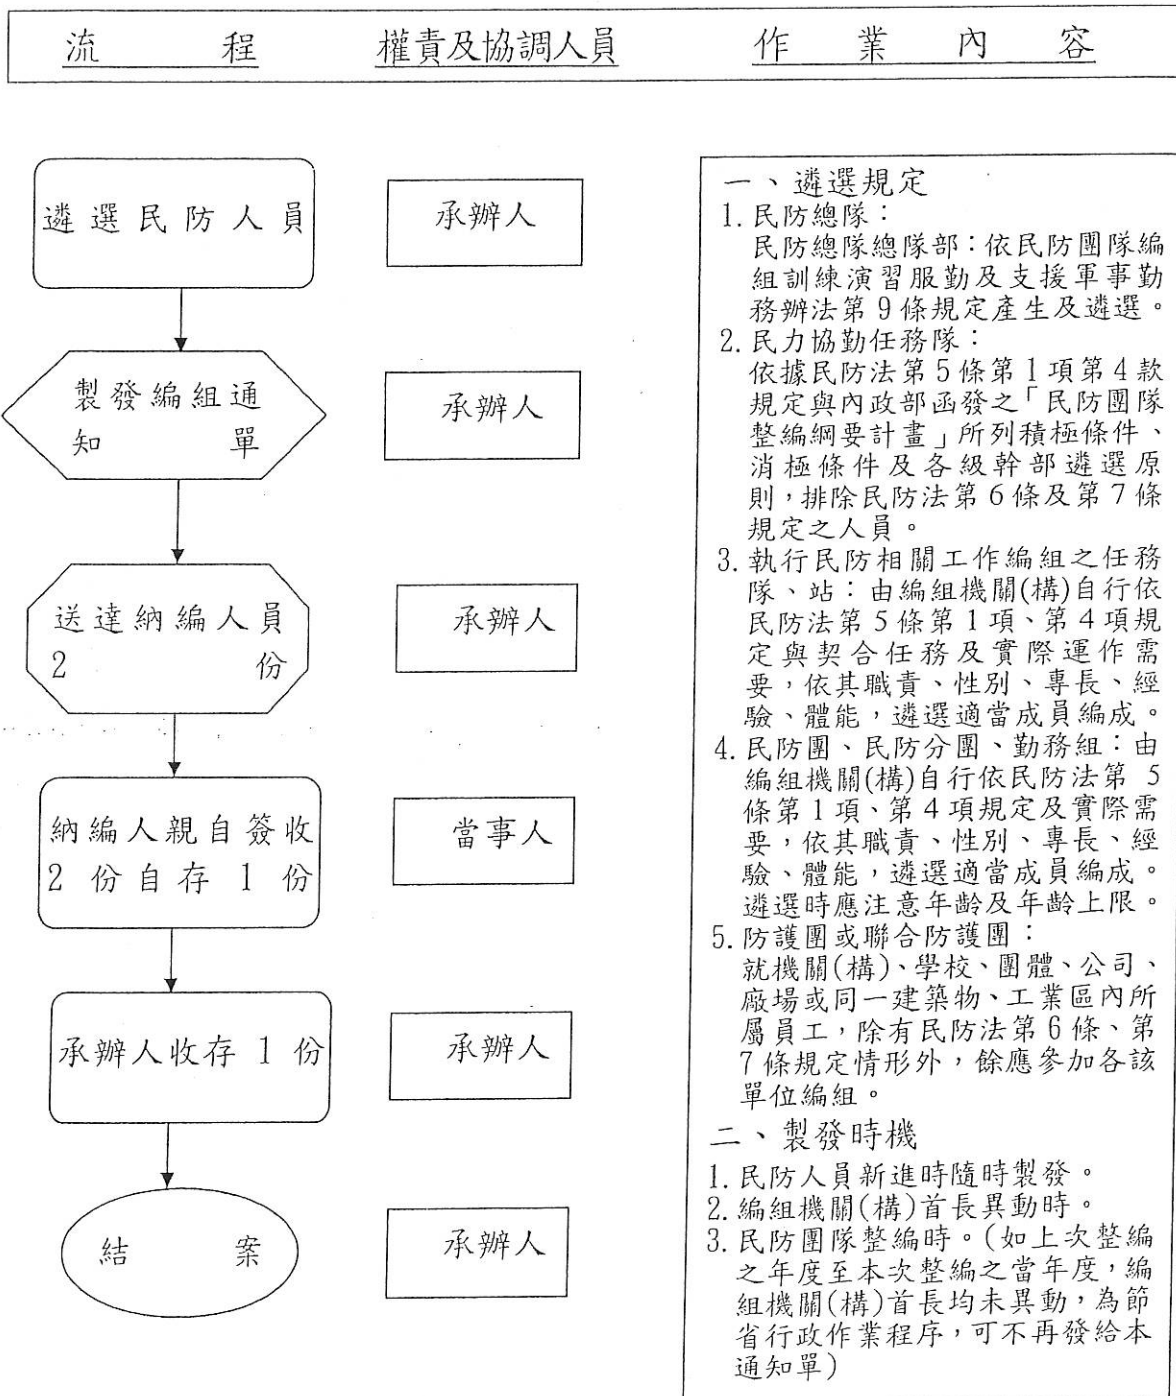 流程 權責及協調人員 作業內容
遴選民防人員
承辦人
製發編組通
知單
承辦人
送達納編人員
2 份
承辦人
納編人親自簽收
2 份自存 1 份
當事人
承辦人收存 1 份
承辦人
結案
承辦人
一、遴選規定
1.民防總隊：
民防總隊總隊部：依民防團隊編
組訓練演習服勤及支援軍事勤
務辦法第 9 條規定產生及遴選。
2.民力協勤任務隊：
依據民防法第 5 條第 1 項第 4 款
規定與內政部函發之「民防團隊
整編綱要計畫」所列積極條件、
消極條件及各級幹部遴選原
則，排除民防法第 6 條及第 7 條
規定之人員。
3.執行民防相關工作編組之任務
隊、站：由編組機關(構)自行依
民防法第 5 條第 1 項、第 4 項規
定與契合任務及實際運作需
要，依其職責、性別、專長、經
驗、體能，遴選適當成員編成。
4.民防團、民防分團、勤務組：由
編組機關(構)自行依民防法第 5
條第 1 項、第 4 項規定及實際需
要，依其職責、性別、專長、經
驗、體能，遴選適當成員編成。
遴選時應注意年齡及年齡上限。
5.防護團或聯合防護團：
就機關(構)、學校、團體、公司、
廠場或同一建築物、工業區內所
屬員工，除有民防法第 6 條、第
7 條規定情形外，餘應參加各該
單位編組。
二、製發時機
1.民防人員新進時隨時製發。
2.編組機關(構)首長異動時。
3.民防團隊整編時。(如上次整編
之年度至本次整編之當年度，編
組機關(構)首長均未異動，為節
省行政作業程序，可不再發給本
通知單)